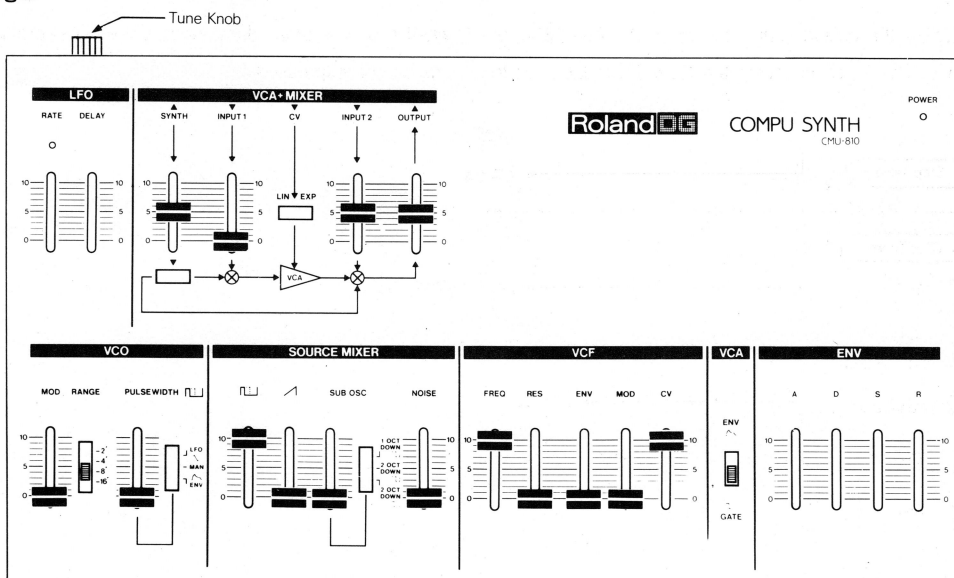 Tune Knob
LFO
VCA+MIXER
RATE DELAY
SYNTH INPUT 1 CV INPUT 2 OUTPUT
Roland DG COMPU SYNTH
CMU-810
POWER
10 10 10
LIN EXP
5 5 5
0 0 0
VCA
VCO
SOURCE MIXER
VCF
VCA
ENV
MOD RANGE PULSEWIDTH
SUB OSC NOISE
FREQ RES ENV MOD CV
ENV
A D S R
10 10 10 10 10 10
2'
4'
8'
16'
LFO
MAN
ENV
1 OCT
DOWN
2 OCT
DOWN
2 OCT
DOWN
5 5 5 5 5 5
0 0 0 0 0 0
GATE